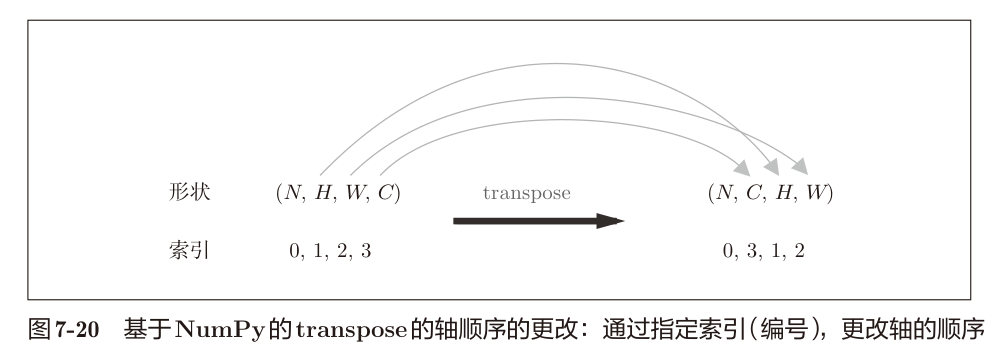 形状 (N, H, W, C) transpose (N, C, H, W)
索引 0, 1, 2, 3 0, 3, 1, 2
图7-20 基于NumPy的transpose的轴顺序的更改：通过指定索引（编号），更改轴的顺序